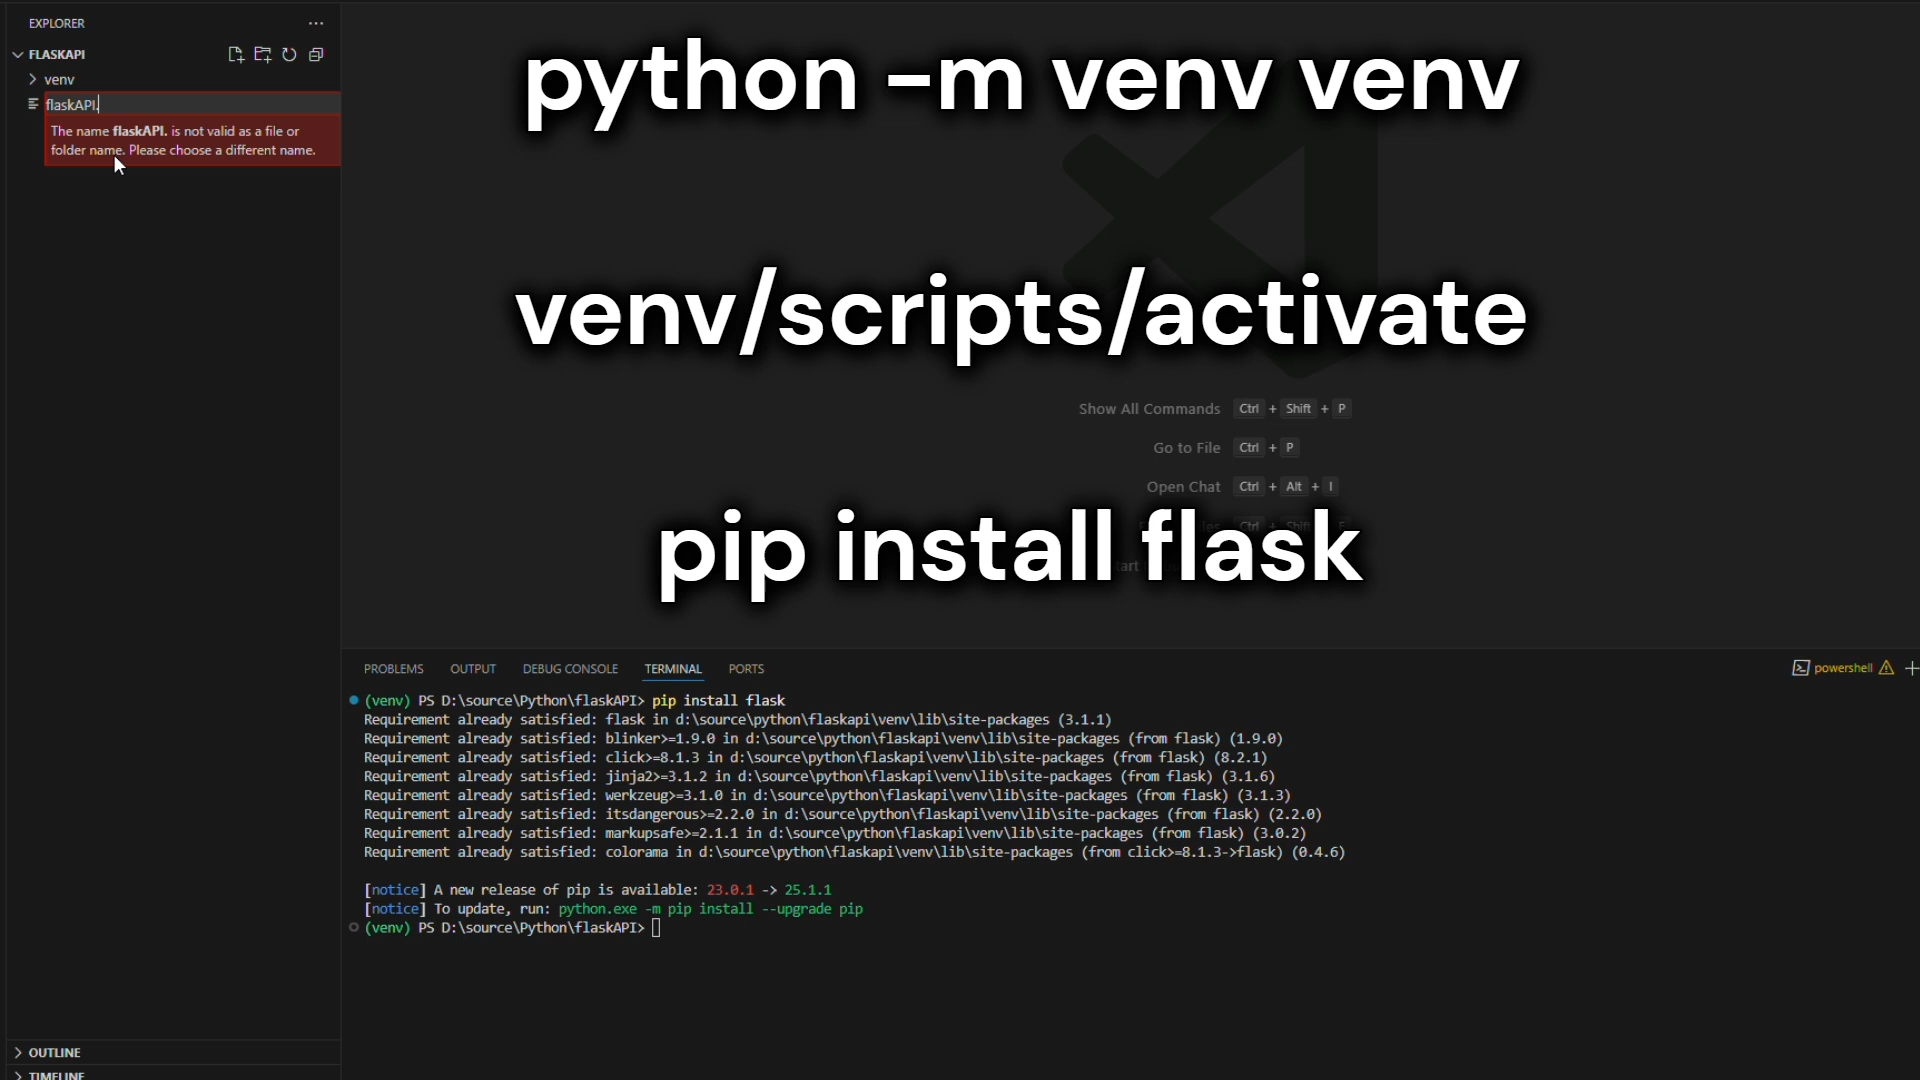 EXPLORER
FLASKAPI
venv
flaskAPI.
The name flaskAPI. is not valid as a file or
folder name. Please choose a different name.
python -m venv venv
venv/scripts/activate
Show All Commands Ctrl + Shift + P
Go to File Ctrl + P
Open Chat Ctrl + Alt + I
pip install flask
PROBLEMS OUTPUT DEBUG CONSOLE TERMINAL PORTS
powershell
(venv) PS D:\source\Python\flaskAPI> pip install flask
Requirement already satisfied: flask in d:\source\python\flaskapi\venv\lib\site-packages (3.1.1)
Requirement already satisfied: blinker>=1.9.0 in d:\source\python\flaskapi\venv\lib\site-packages (from flask) (1.9.0)
Requirement already satisfied: click>=8.1.3 in d:\source\python\flaskapi\venv\lib\site-packages (from flask) (8.2.1)
Requirement already satisfied: jinja2>=3.1.2 in d:\source\python\flaskapi\venv\lib\site-packages (from flask) (3.1.6)
Requirement already satisfied: werkzeug>=3.1.0 in d:\source\python\flaskapi\venv\lib\site-packages (from flask) (3.1.3)
Requirement already satisfied: itsdangerous>=2.2.0 in d:\source\python\flaskapi\venv\lib\site-packages (from flask) (2.2.0)
Requirement already satisfied: markupsafe>=2.1.1 in d:\source\python\flaskapi\venv\lib\site-packages (from flask) (3.0.2)
Requirement already satisfied: colorama in d:\source\python\flaskapi\venv\lib\site-packages (from click>=8.1.3->flask) (0.4.6)
[notice] A new release of pip is available: 23.0.1 -> 25.1.1
[notice] To update, run: python.exe -m pip install --upgrade pip
(venv) PS D:\source\Python\flaskAPI>
OUTLINE
TIMELINE